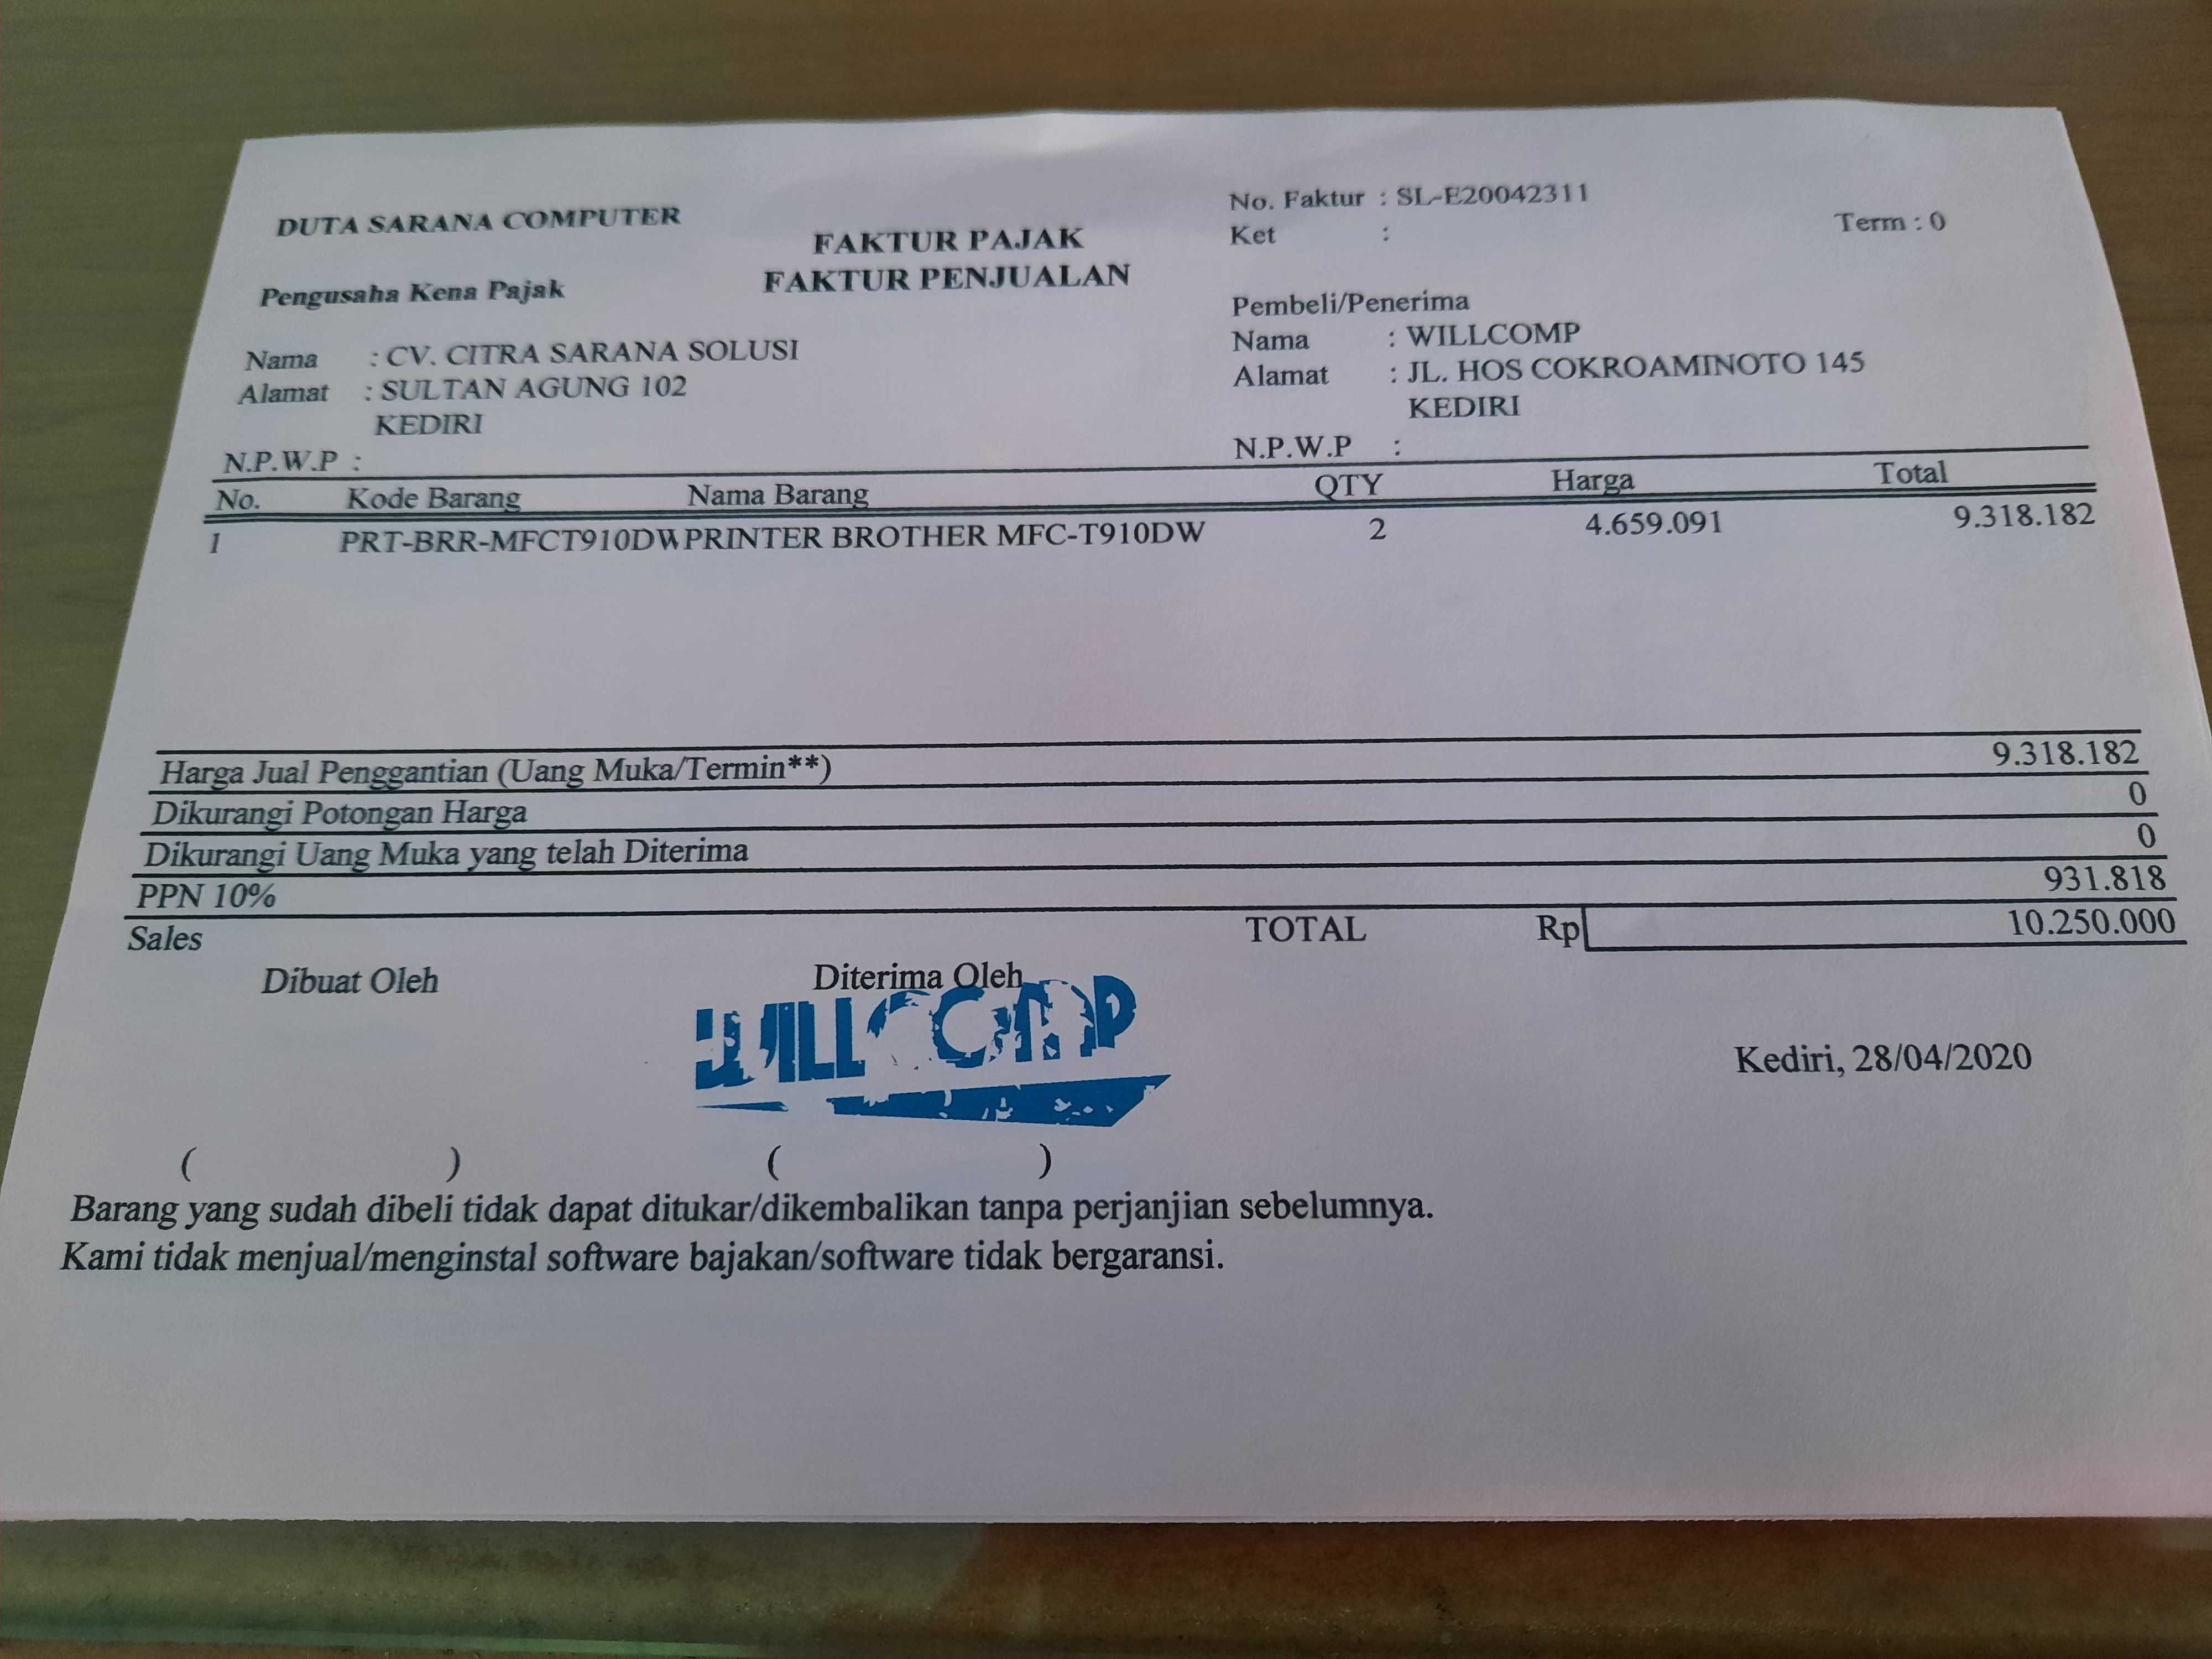 DUTA SARANA COMPUTER
FAKTUR PAJAK
FAKTUR PENJUALAN
No. Faktur : SL-E20042311
Ket :
Term : 0
Pengusaha Kena Pajak
Nama : CV. CITRA SARANA SOLUSI
Alamat : SULTAN AGUNG 102
KEDIRI
N.P.W.P :
Pembeli/Penerima
Nama : WILLCOMP
Alamat : JL. HOS COKROAMINOTO 145
KEDIRI
N.P.W.P :
No. Kode Barang Nama Barang QTY Harga Total
1 PRT-BRR-MFCT910DW PRINTER BROTHER MFC-T910DW 2 4.659.091 9.318.182
Harga Jual Penggantian (Uang Muka/Termin**) 9.318.182
Dikurangi Potongan Harga 0
Dikurangi Uang Muka yang telah Diterima 0
PPN 10% 931.818
Sales TOTAL Rp 10.250.000
Dibuat Oleh Diterima Oleh
WILLCOMP
Kediri, 28/04/2020
( ) ( )
Barang yang sudah dibeli tidak dapat ditukar/dikembalikan tanpa perjanjian sebelumnya.
Kami tidak menjual/menginstal software bajakan/software tidak bergaransi.